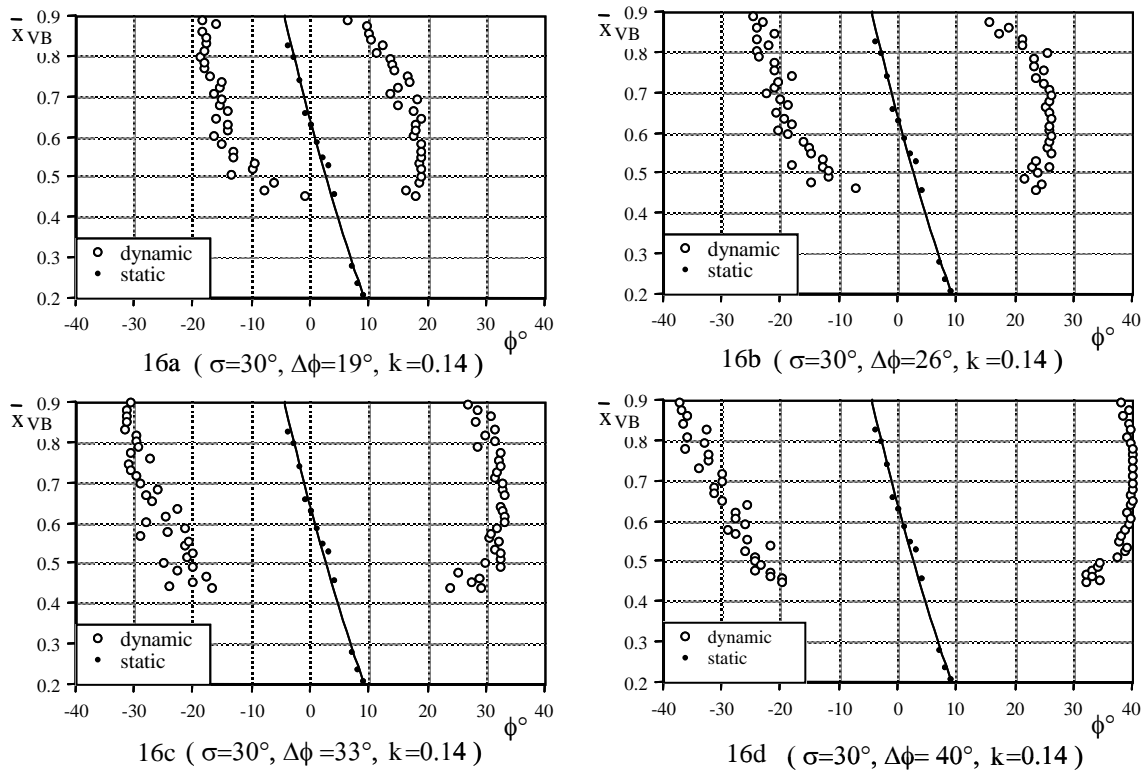 x̄ VB
0.9
0.8
0.7
0.6
0.5
0.4
0.3
0.2
dynamic
static
-40 -30 -20 -10 0 10 20 30 40
ϕ°
16a ( σ=30°, Δϕ=19°, k=0.14 )
x̄ VB
0.9
0.8
0.7
0.6
0.5
0.4
0.3
0.2
dynamic
static
-40 -30 -20 -10 0 10 20 30 40
ϕ°
16b ( σ=30°, Δϕ=26°, k =0.14 )
x̄ VB
0.9
0.8
0.7
0.6
0.5
0.4
0.3
0.2
dynamic
static
-40 -30 -20 -10 0 10 20 30 40
ϕ°
16c ( σ=30°, Δϕ =33°, k=0.14 )
x̄ VB
0.9
0.8
0.7
0.6
0.5
0.4
0.3
0.2
dynamic
static
-40 -30 -20 -10 0 10 20 30 40
ϕ°
16d ( σ=30°, Δϕ= 40°, k=0.14 )